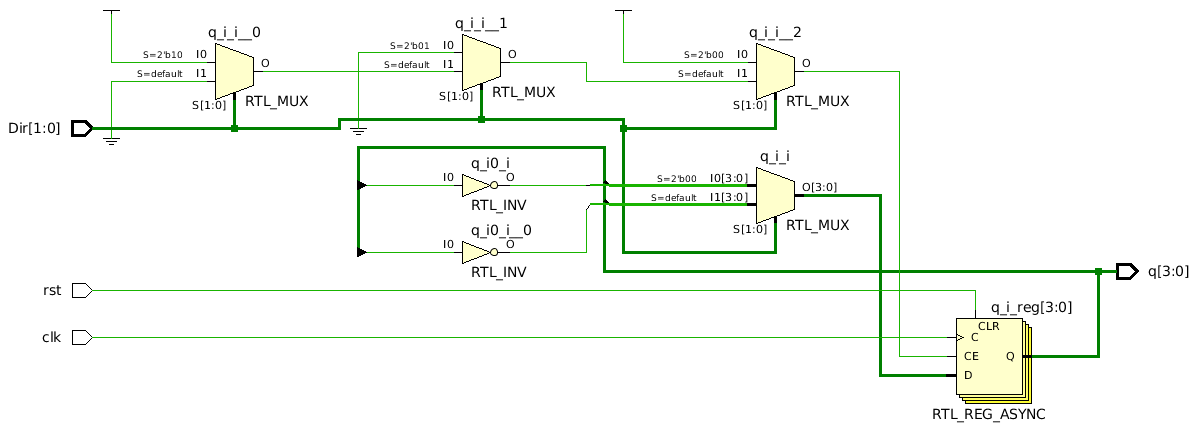 q_i_i__0
S=2'b10 I0
S=default I1
O
S[1:0]
RTL_MUX
q_i_i__1
S=2'b01 I0
S=default I1
O
S[1:0]
RTL_MUX
q_i_i__2
S=2'b00 I0
S=default I1
O
S[1:0]
RTL_MUX
Dir[1:0]
q_i0_i
I0
O
RTL_INV
q_i0_i__0
I0
O
RTL_INV
q_i_i
S=2'b00 I0[3:0]
S=default I1[3:0]
O[3:0]
S[1:0]
RTL_MUX
q[3:0]
rst
clk
q_i_reg[3:0]
CLR
C
CE
Q
D
RTL_REG_ASYNC